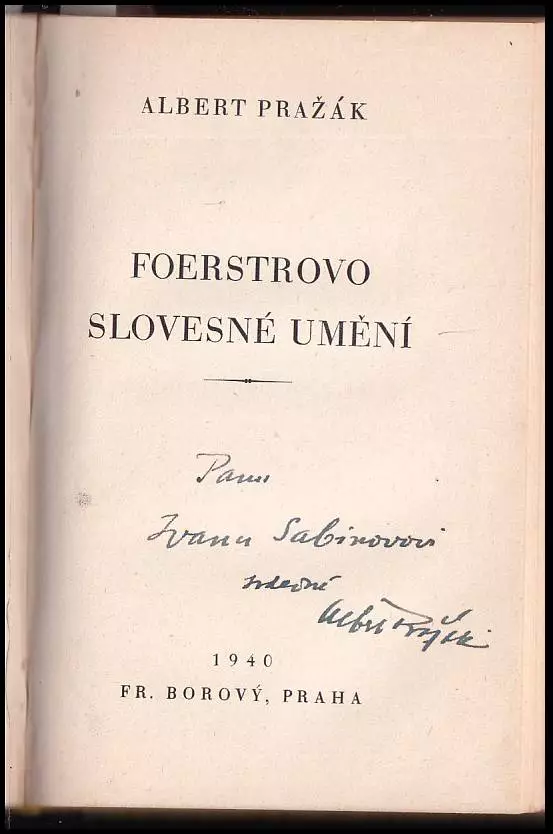 ALBERT PRAŽÁK
FOERSTROVO
SLOVESNÉ UMĚNÍ
Panu
Ivanu Sabinovovi
srdečně
Albert Pražák
1940
FR. BOROVÝ, PRAHA